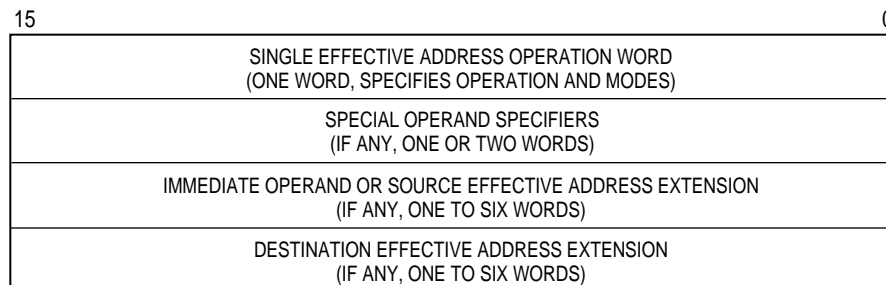 15 0
SINGLE EFFECTIVE ADDRESS OPERATION WORD
(ONE WORD, SPECIFIES OPERATION AND MODES)
SPECIAL OPERAND SPECIFIERS
(IF ANY, ONE OR TWO WORDS)
IMMEDIATE OPERAND OR SOURCE EFFECTIVE ADDRESS EXTENSION
(IF ANY, ONE TO SIX WORDS)
DESTINATION EFFECTIVE ADDRESS EXTENSION
(IF ANY, ONE TO SIX WORDS)